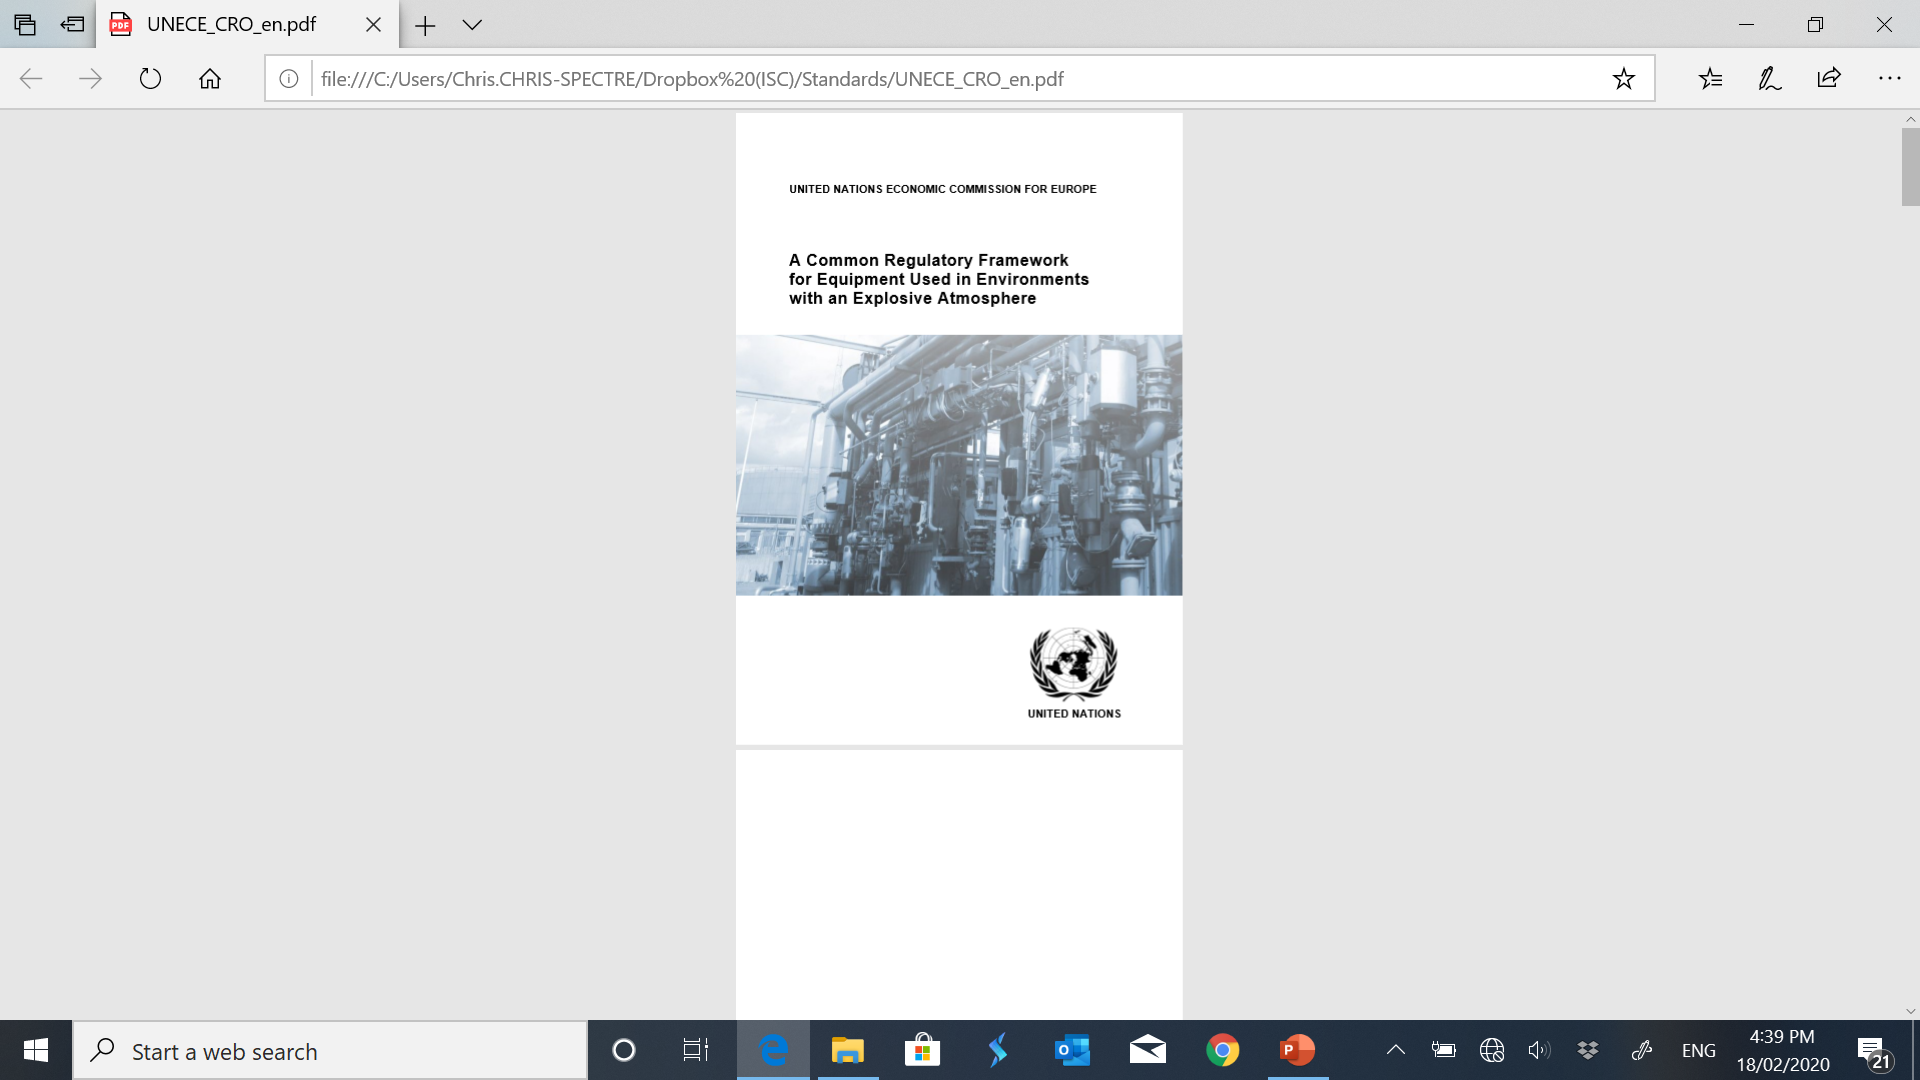 UNECE_CRO_en.pdf
file:///C:/Users/Chris.CHRIS-SPECTRE/Dropbox%20(ISC)/Standards/UNECE_CRO_en.pdf
UNITED NATIONS ECONOMIC COMMISSION FOR EUROPE
A Common Regulatory Framework
for Equipment Used in Environments
with an Explosive Atmosphere
UNITED NATIONS
Start a web search
ENG
4:39 PM
18/02/2020
21